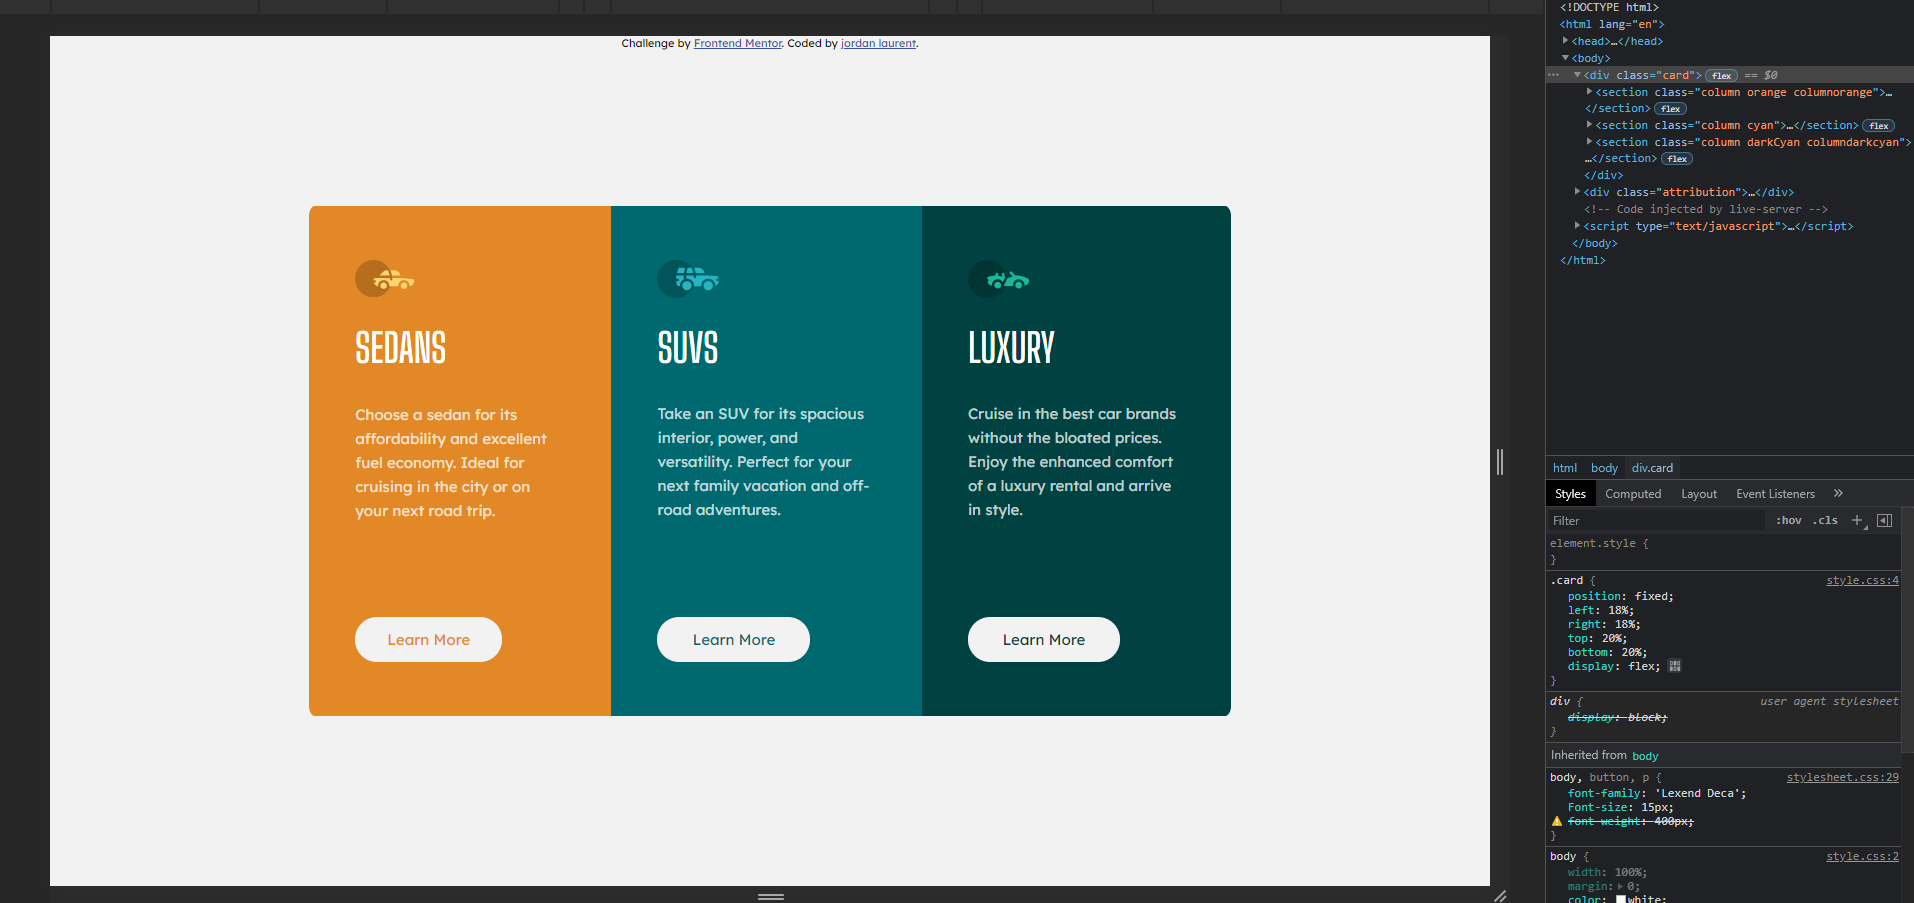 Challenge by Frontend Mentor. Coded by jordan laurent.
SEDANS
Choose a sedan for its
affordability and excellent
fuel economy. Ideal for
cruising in the city or on
your next road trip.
Learn More
SUVS
Take an SUV for its spacious
interior, power, and
versatility. Perfect for your
next family vacation and off-
road adventures.
Learn More
LUXURY
Cruise in the best car brands
without the bloated prices.
Enjoy the enhanced comfort
of a luxury rental and arrive
in style.
Learn More
<!DOCTYPE html>
<html lang="en">
<head>…</head>
<body>
<div class="card"> flex == $0
<section class="column orange columnorange">…
</section> flex
<section class="column cyan">…</section> flex
<section class="column darkCyan columndarkcyan">
…</section> flex
</div>
<div class="attribution">…</div>
<!-- Code injected by live-server -->
<script type="text/javascript">…</script>
</body>
</html>
html body div.card
Styles Computed Layout Event Listeners »
Filter :hov .cls +
element.style {
}
.card { style.css:4
position: fixed;
left: 18%;
right: 18%;
top: 20%;
bottom: 20%;
display: flex;
}
div { user agent stylesheet
display: block;
}
Inherited from body
body, button, p { stylesheet.css:29
font-family: 'Lexend Deca';
Font-size: 15px;
font-weight: 400px;
}
body { style.css:2
width: 100%;
margin: 0;
color: white;